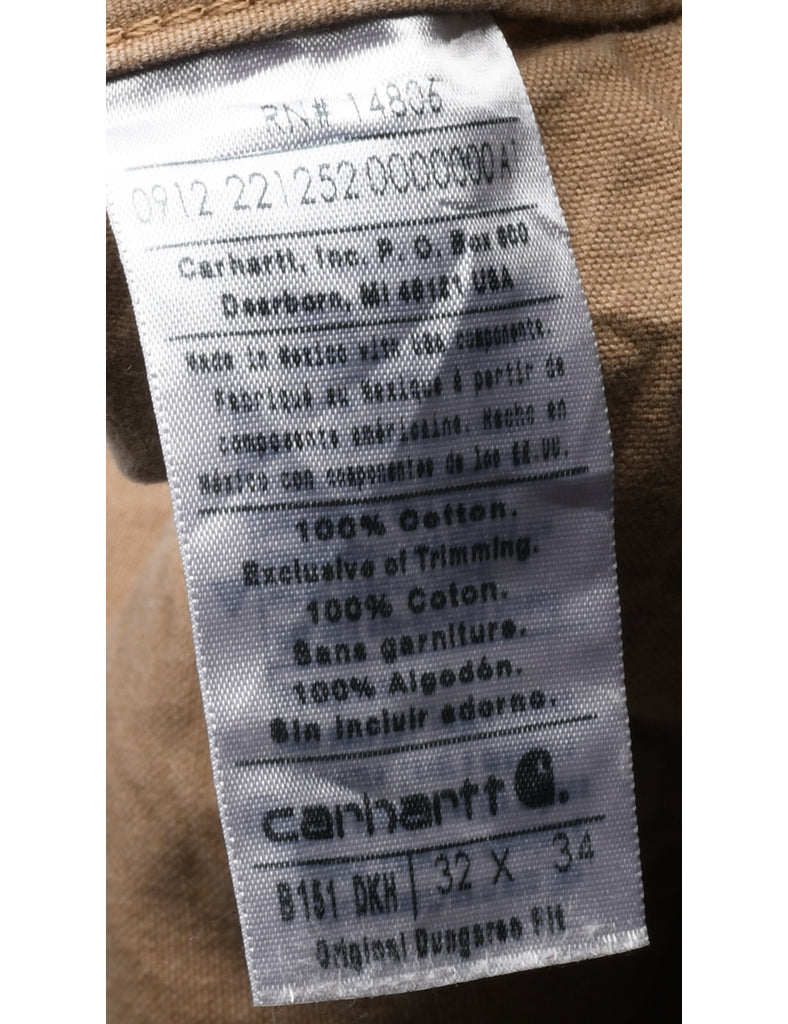 RN# 14806
0912 221252 0000000A
Carhartt, Inc. P. O. Box 600
Dearborn, MI 48121 USA
Made in Mexico with USA components.
Fabriqué au Mexique à partir de
composants américains. Hecho en
México con componentes de los EE.UU.
100% Cotton.
Exclusive of Trimming.
100% Coton.
Sans garniture.
100% Algodón.
Sin incluir adorno.
carhartt
B151 DKH 32 X 34
Original Dungaree Fit